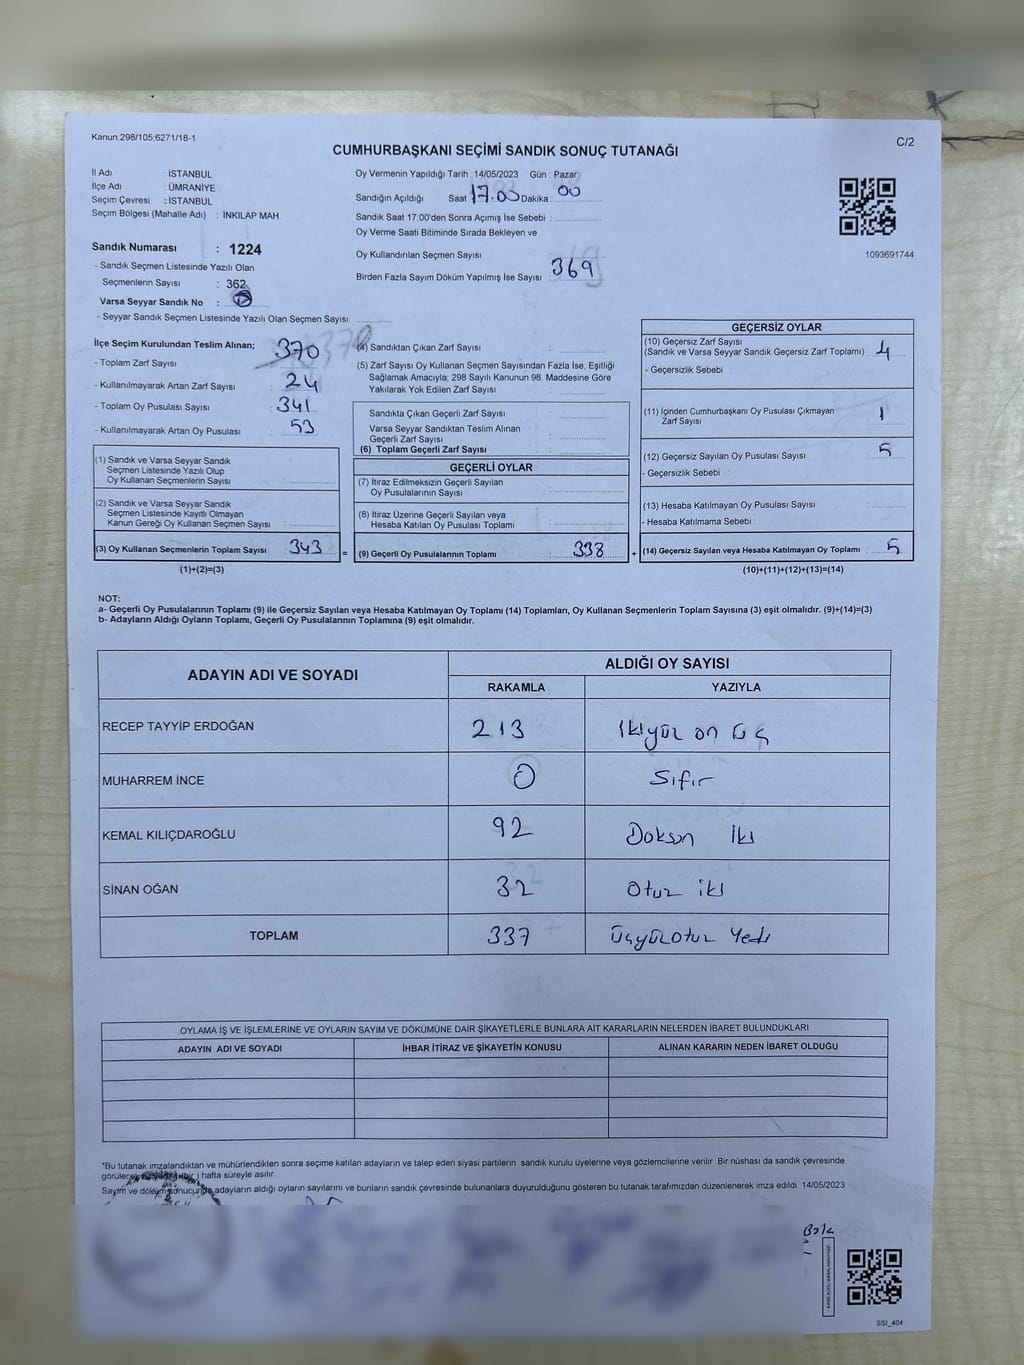 Kanun,298/105,6271/18-1
C/2
CUMHURBAŞKANI SEÇİMİ SANDIK SONUÇ TUTANAĞI
İl Adı : İSTANBUL
İlçe Adı : ÜMRANİYE
Seçim Çevresi : İSTANBUL
Seçim Bölgesi (Mahalle Adı) : İNKILAP MAH.
Sandık Numarası : 1224
- Sandık Seçmen Listesinde Yazılı Olan
Seçmenlerin Sayısı : 362
Varsa Seyyar Sandık No :
- Seyyar Sandık Seçmen Listesinde Yazılı Olan Seçmen Sayısı:
Oy Vermenin Yapıldığı Tarih : 14/05/2023 Gün : Pazar
Sandığın Açıldığı Saat 17.00 Dakika : 00
Sandık Saat 17:00'den Sonra Açımış İse Sebebi :
Oy Verme Saati Bitiminde Sırada Bekleyen ve
Oy Kullandırılan Seçmen Sayısı
Birden Fazla Sayım Döküm Yapılmış İse Sayısı : 369
1093691744
İlçe Seçim Kurulundan Teslim Alınan;
- Toplam Zarf Sayısı : 370
- Kullanılmayarak Artan Zarf Sayısı : 24
- Toplam Oy Pusulası Sayısı : 341
- Kullanılmayarak Artan Oy Pusulası : 53
(1) Sandık ve Varsa Seyyar Sandık
Seçmen Listesinde Yazılı Olup
Oy Kullanan Seçmenlerin Sayısı :
(2) Sandık ve Varsa Seyyar Sandık
Seçmen Listesinde Kayıtlı Olmayan
Kanun Gereği Oy Kullanan Seçmen Sayısı :
(3) Oy Kullanan Seçmenlerin Toplam Sayısı : 343 =
(1)+(2)=(3)
(4) Sandıktan Çıkan Zarf Sayısı :
(5) Zarf Sayısı Oy Kullanan Seçmen Sayısından Fazla İse, Eşitliği
Sağlamak Amacıyla; 298 Sayılı Kanunun 98. Maddesine Göre
Yakılarak Yok Edilen Zarf Sayısı :
Sandıkta Çıkan Geçerli Zarf Sayısı :
Varsa Seyyar Sandıktan Teslim Alınan
Geçerli Zarf Sayısı :
(6) Toplam Geçerli Zarf Sayısı :
GEÇERLİ OYLAR
(7) İtiraz Edilmeksizin Geçerli Sayılan
Oy Pusulalarının Sayısı :
(8) İtiraz Üzerine Geçerli Sayılan veya
Hesaba Katılan Oy Pusulası Toplamı :
(9) Geçerli Oy Pusulalarının Toplamı : 338 +
GEÇERSİZ OYLAR
(10) Geçersiz Zarf Sayısı
(Sandık ve Varsa Seyyar Sandık Geçersiz Zarf Toplamı) : 4
- Geçersizlik Sebebi :
(11) İçinden Cumhurbaşkanı Oy Pusulası Çıkmayan
Zarf Sayısı : 1
(12) Geçersiz Sayılan Oy Pusulası Sayısı : 5
- Geçersizlik Sebebi :
(13) Hesaba Katılmayan Oy Pusulası Sayısı :
- Hesaba Katılmama Sebebi :
(14) Geçersiz Sayılan veya Hesaba Katılmayan Oy Toplamı : 5
(10)+(11)+(12)+(13)=(14)
NOT:
a- Geçerli Oy Pusulalarının Toplamı (9) ile Geçersiz Sayılan veya Hesaba Katılmayan Oy Toplamı (14) Toplamları, Oy Kullanan Seçmenlerin Toplam Sayısına (3) eşit olmalıdır. (9)+(14)=(3)
b- Adayların Aldığı Oyların Toplamı, Geçerli Oy Pusulalarının Toplamına (9) eşit olmalıdır.
ADAYIN ADI VE SOYADI
ALDIĞI OY SAYISI
RAKAMLA YAZIYLA
RECEP TAYYİP ERDOĞAN 213 ikiyüz on üç
MUHARREM İNCE 0 Sıfır
KEMAL KILIÇDAROĞLU 92 Doksan iki
SİNAN OĞAN 32 Otuz iki
TOPLAM 337 üçyüzotuz yedi
OYLAMA İŞ VE İŞLEMLERİNE VE OYLARIN SAYIM VE DÖKÜMÜNE DAİR ŞİKAYETLERLE BUNLARA AİT KARARLARIN NELERDEN İBARET BULUNDUKLARI
ADAYIN ADI VE SOYADI İHBAR İTİRAZ VE ŞİKAYETİN KONUSU ALINAN KARARIN NEDEN İBARET OLDUĞU
*Bu tutanak imzalandıktan ve mühürlendikten sonra seçime katılan adayların ve talep eden siyasi partilerin sandık kurulu üyelerine veya gözlemcilerine verilir. Bir nüshası da sandık çevresinde
görülecek hafta süreyle asılır.
Sayım ve döküm sonucunda adayların aldığı oyların sayılarını ve bunların sandık çevresinde bulunanlara duyurulduğunu gösteren bu tutanak tarafımızdan düzenlenerek imza edildi. 14/05/2023
SSI_404